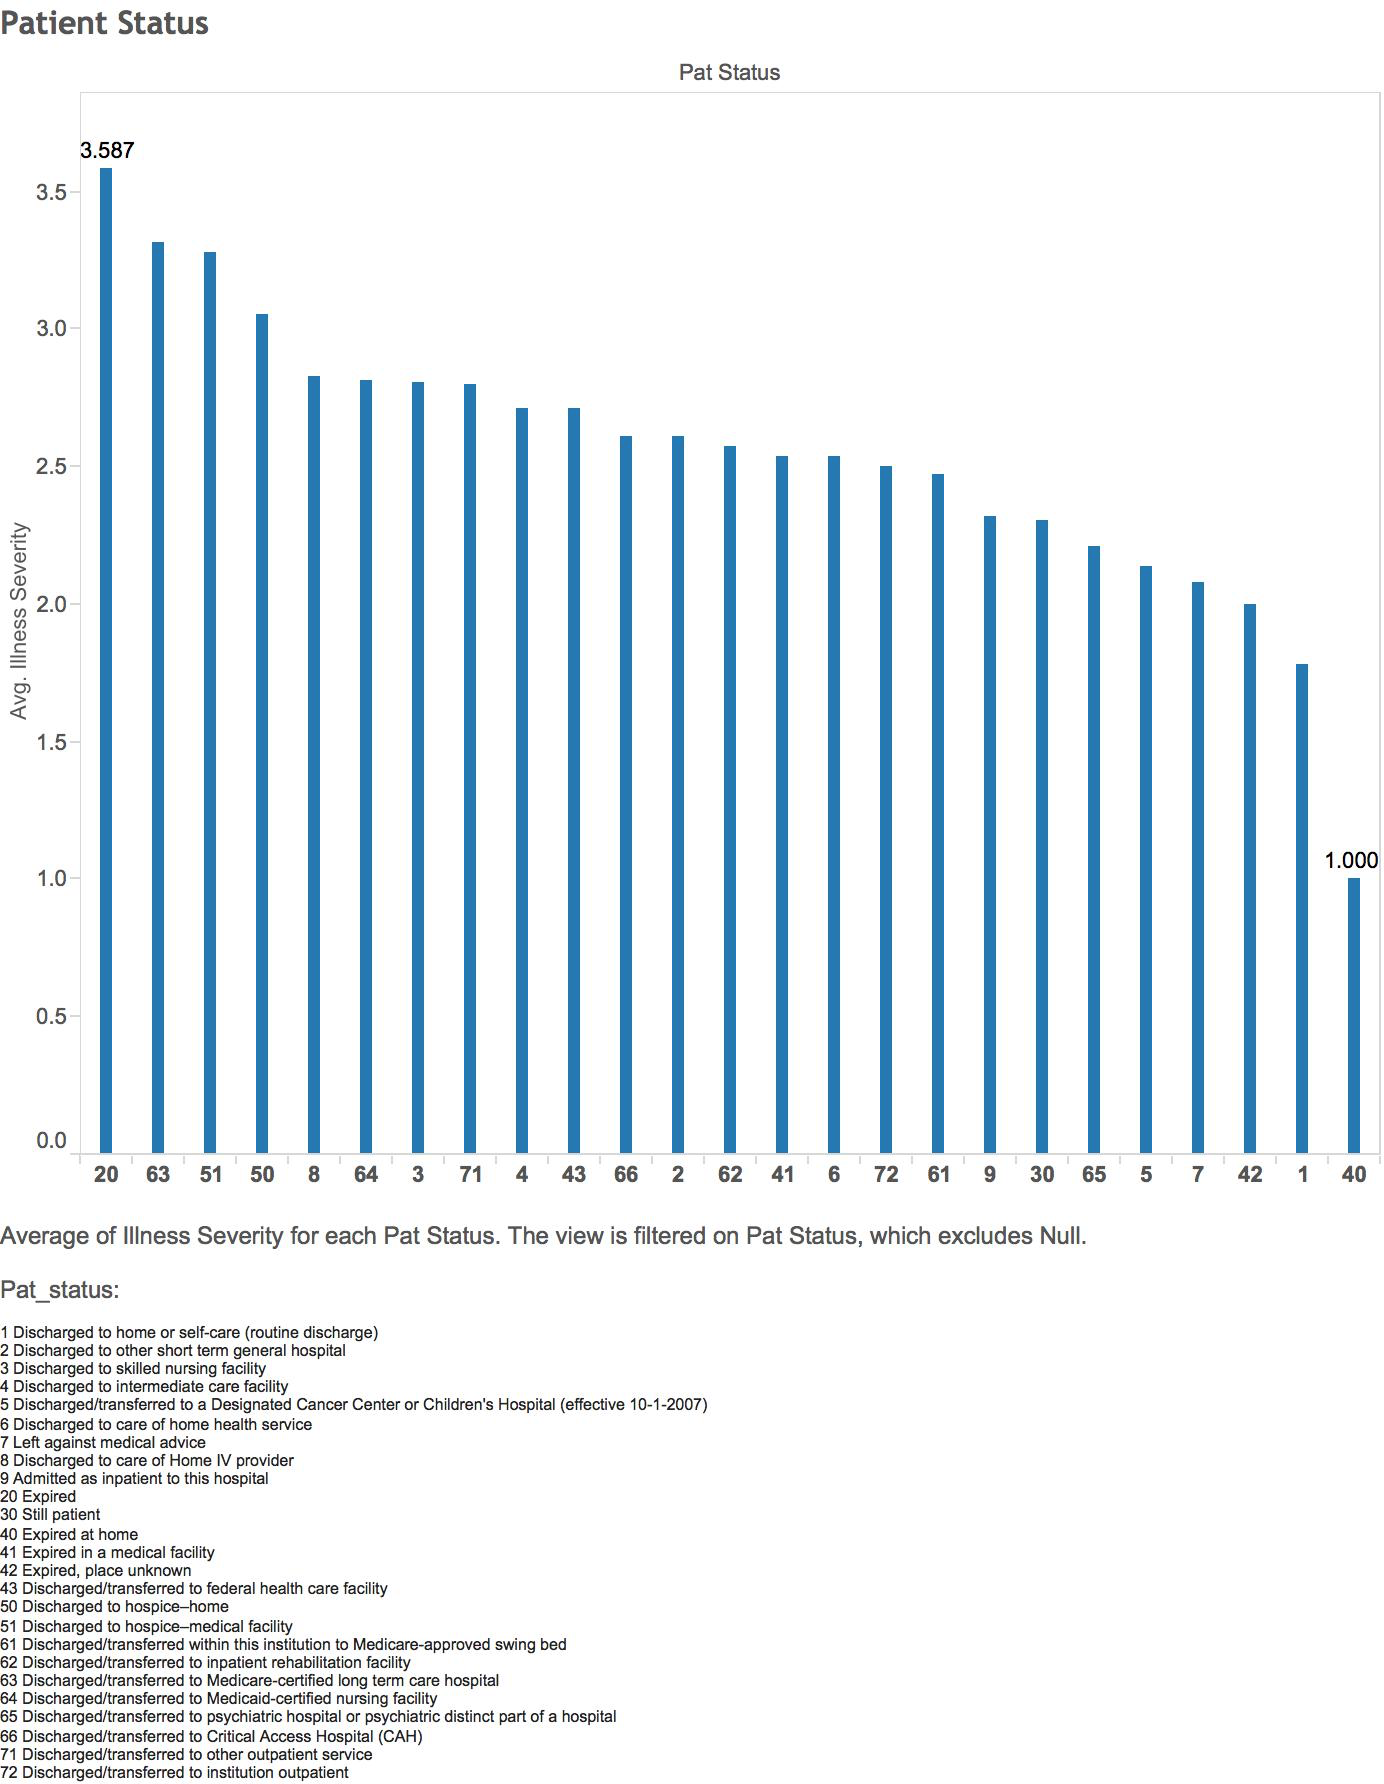 Patient Status
Pat Status
3.587
3.5
3.0
2.5
2.0
1.5
1.0
0.5
0.0
Avg. Illness Severity
1.000
20 63 51 50 8 64 3 71 4 43 66 2 62 41 6 72 61 9 30 65 5 7 42 1 40
Average of Illness Severity for each Pat Status. The view is filtered on Pat Status, which excludes Null.
Pat_status:
1 Discharged to home or self-care (routine discharge)
2 Discharged to other short term general hospital
3 Discharged to skilled nursing facility
4 Discharged to intermediate care facility
5 Discharged/transferred to a Designated Cancer Center or Children's Hospital (effective 10-1-2007)
6 Discharged to care of home health service
7 Left against medical advice
8 Discharged to care of Home IV provider
9 Admitted as inpatient to this hospital
20 Expired
30 Still patient
40 Expired at home
41 Expired in a medical facility
42 Expired, place unknown
43 Discharged/transferred to federal health care facility
50 Discharged to hospice–home
51 Discharged to hospice–medical facility
61 Discharged/transferred within this institution to Medicare-approved swing bed
62 Discharged/transferred to inpatient rehabilitation facility
63 Discharged/transferred to Medicare-certified long term care hospital
64 Discharged/transferred to Medicaid-certified nursing facility
65 Discharged/transferred to psychiatric hospital or psychiatric distinct part of a hospital
66 Discharged/transferred to Critical Access Hospital (CAH)
71 Discharged/transferred to other outpatient service
72 Discharged/transferred to institution outpatient